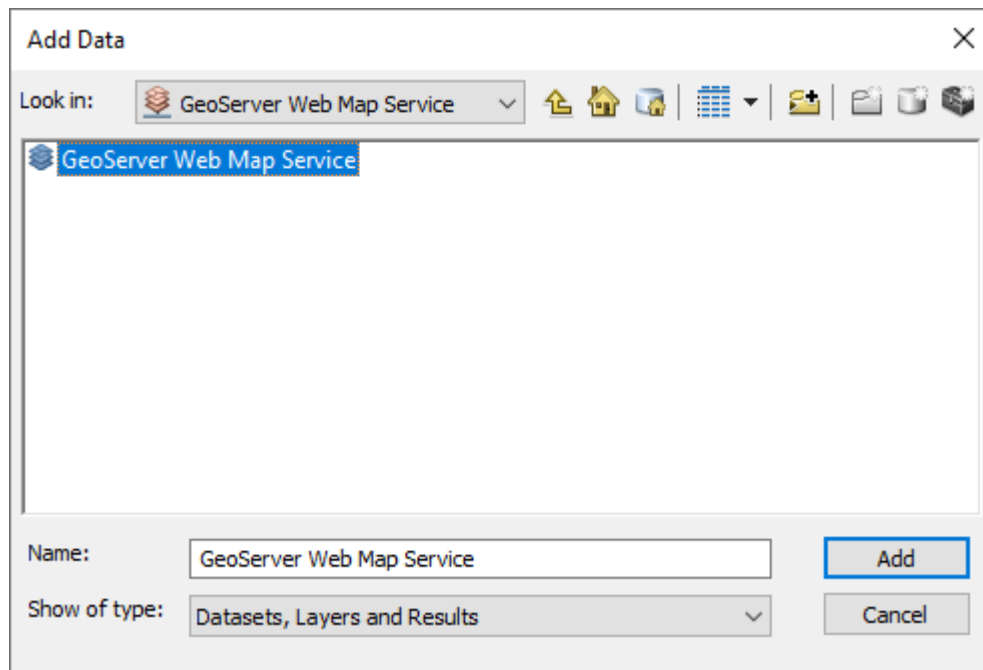 Add Data
Look in: GeoServer Web Map Service
GeoServer Web Map Service
Name: GeoServer Web Map Service Add
Show of type: Datasets, Layers and Results Cancel